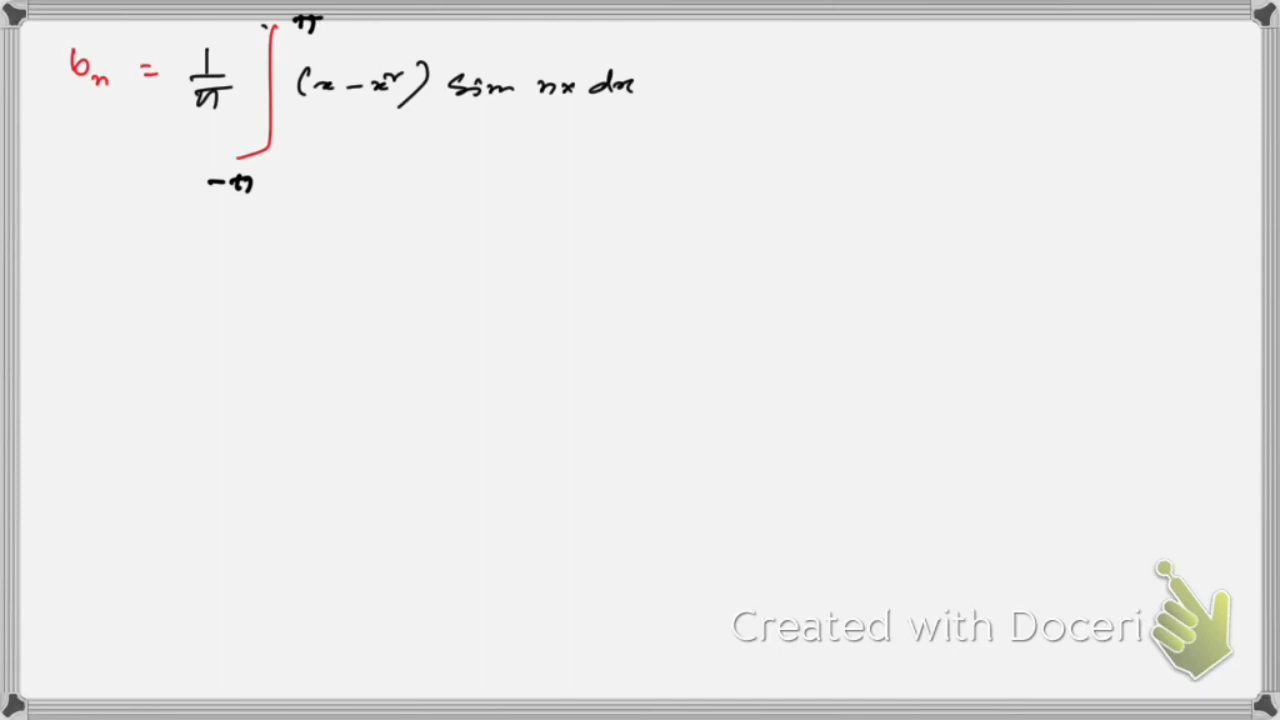 bₙ = 1/π ∫_{-π}^{π} (x - x²) sin nx dx
Created with Doceri